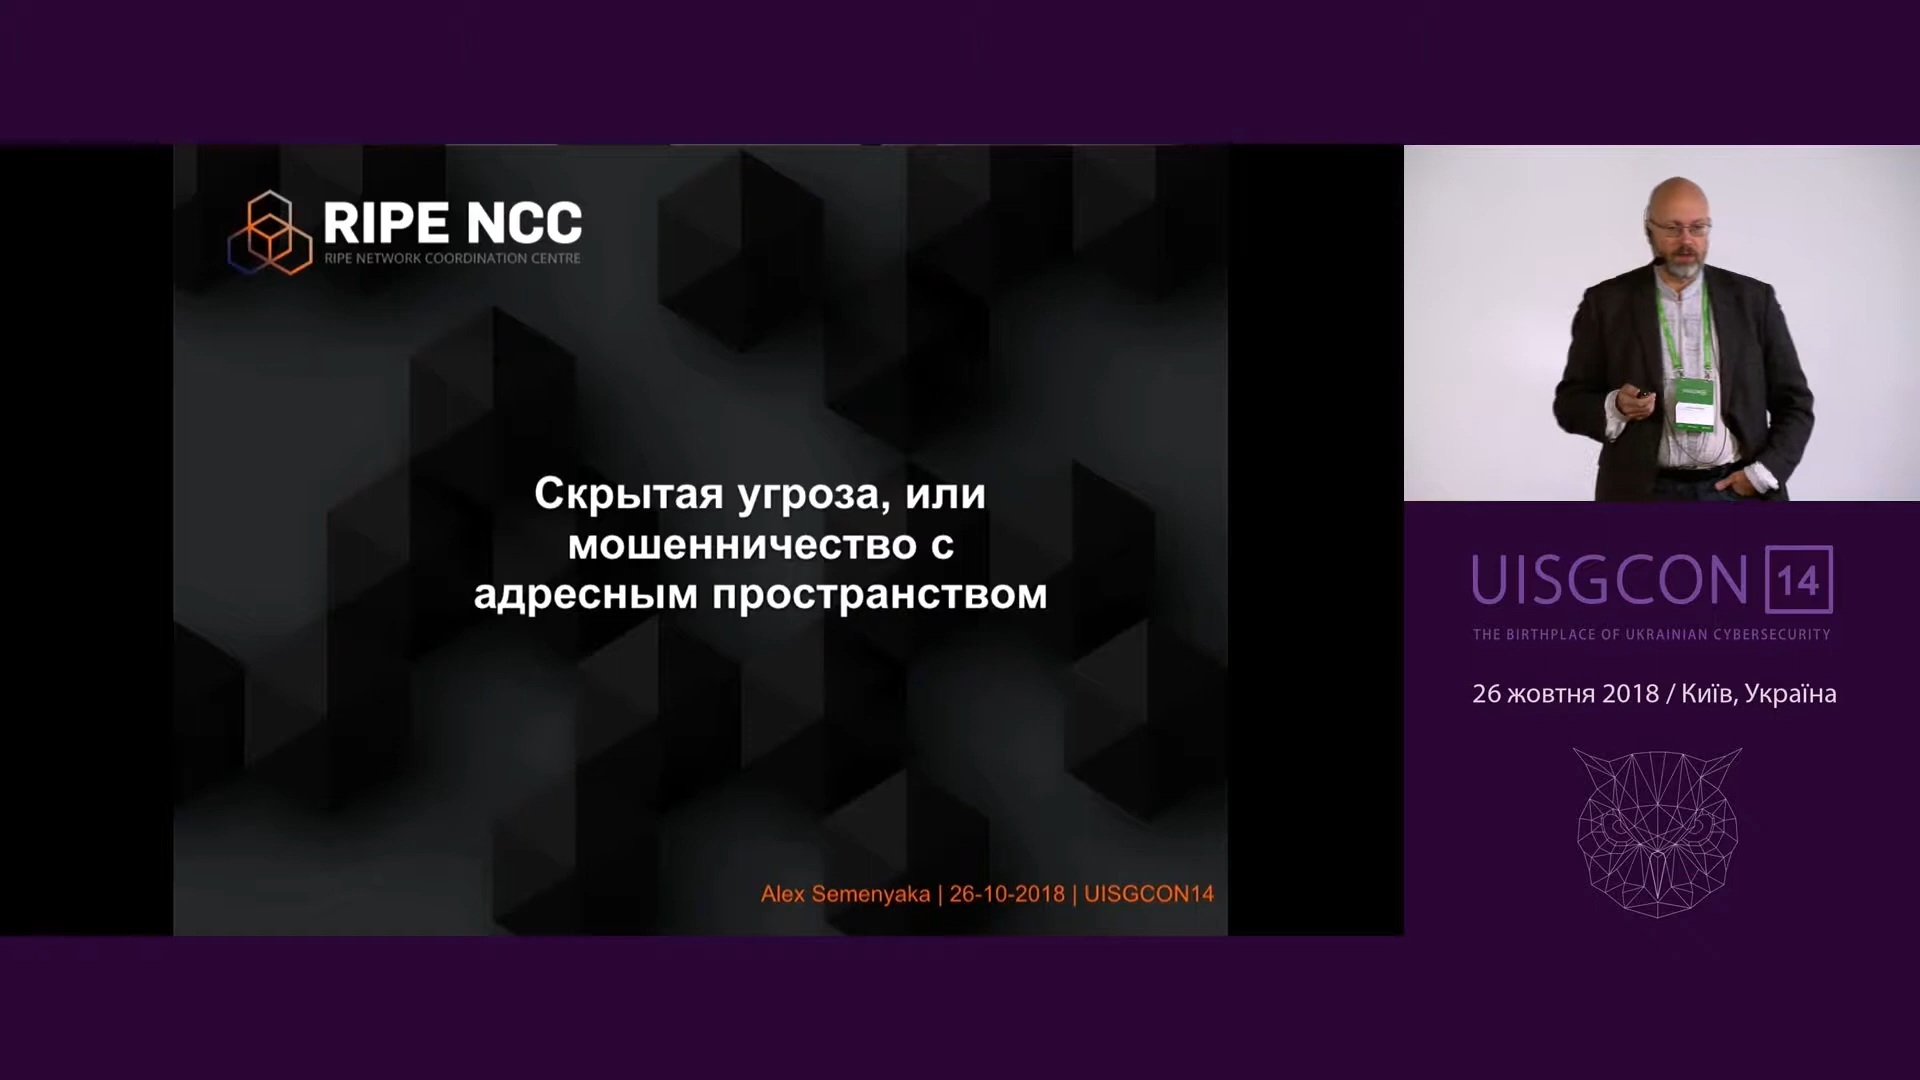 RIPE NCC
RIPE NETWORK COORDINATION CENTRE
Скрытая угроза, или
мошенничество с
адресным пространством
Alex Semenyaka | 26-10-2018 | UISGCON14
UISGCON 14
THE BIRTHPLACE OF UKRAINIAN CYBERSECURITY
26 жовтня 2018 / Київ, Україна